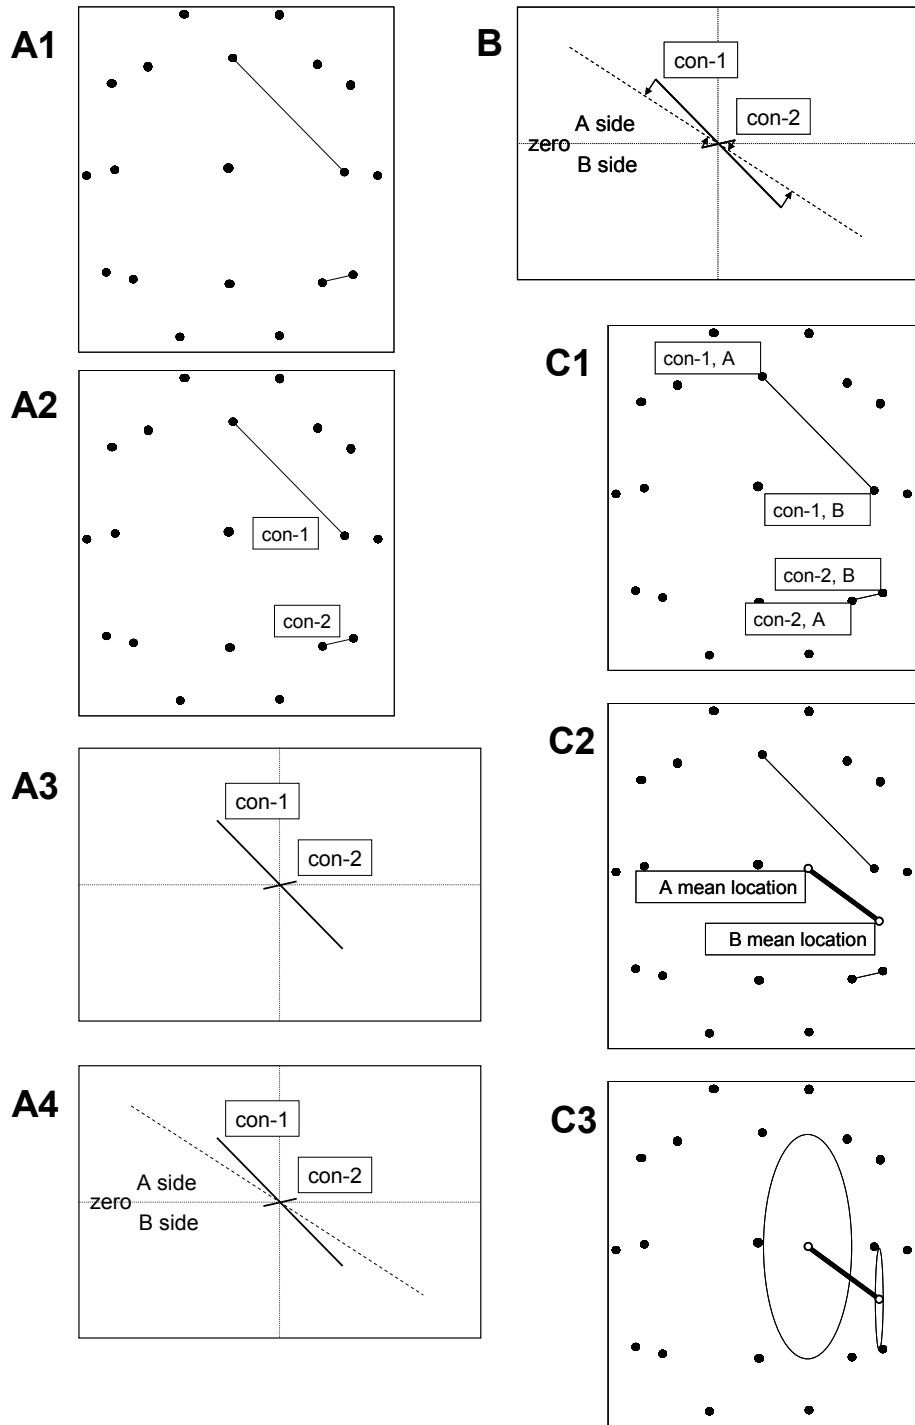 A1
A2
con-1
con-2
A3
con-1
con-2
A4
con-1
con-2
A side
zero
B side
B
con-1
con-2
A side
zero
B side
C1
con-1, A
con-1, B
con-2, B
con-2, A
C2
A mean location
B mean location
C3